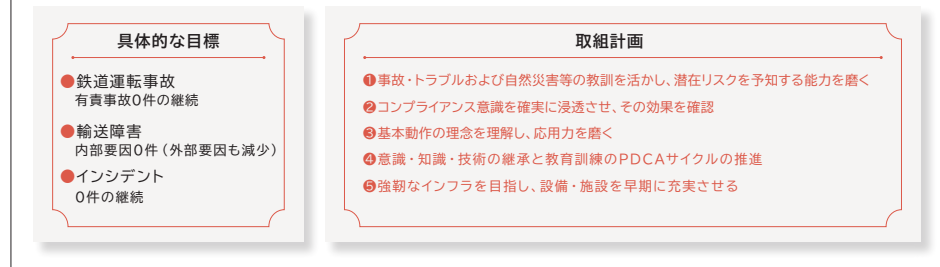 具体的な目標
●鉄道運転事故
有責事故0件の継続
●輸送障害
内部要因0件（外部要因も減少）
●インシデント
0件の継続
取組計画
❶事故・トラブルおよび自然災害等の教訓を活かし、潜在リスクを予知する能力を磨く
❷コンプライアンス意識を確実に浸透させ、その効果を確認
❸基本動作の理念を理解し、応用力を磨く
❹意識・知識・技術の継承と教育訓練のPDCAサイクルの推進
❺強靭なインフラを目指し、設備・施設を早期に充実させる